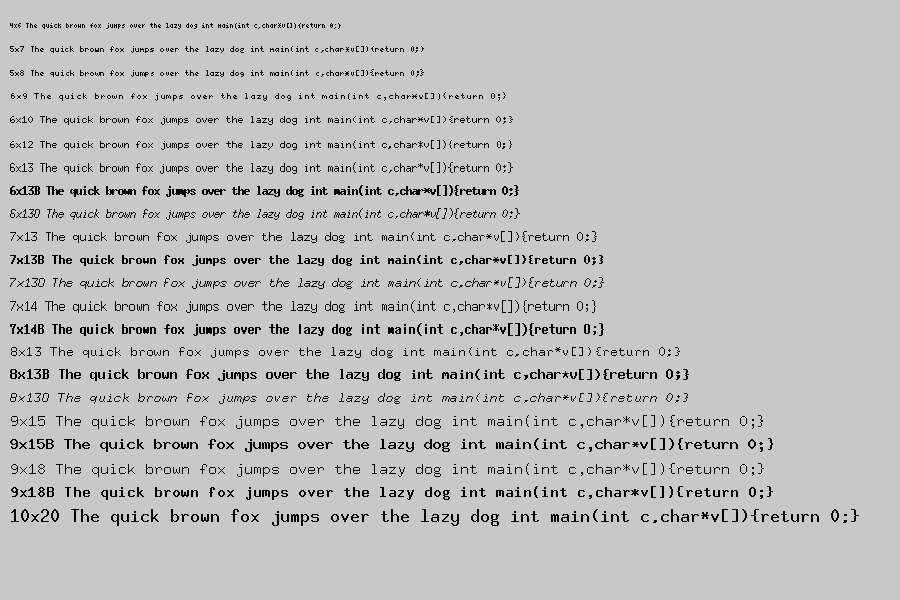 4x6 The quick brown fox jumps over the lazy dog int main(int c,char*v[]){return 0;}
5x7 The quick brown fox jumps over the lazy dog int main(int c,char*v[]){return 0;}
5x8 The quick brown fox jumps over the lazy dog int main(int c,char*v[]){return 0;}
6x9 The quick brown fox jumps over the lazy dog int main(int c,char*v[]){return 0;}
6x10 The quick brown fox jumps over the lazy dog int main(int c,char*v[]){return 0;}
6x12 The quick brown fox jumps over the lazy dog int main(int c,char*v[]){return 0;}
6x13 The quick brown fox jumps over the lazy dog int main(int c,char*v[]){return 0;}
6x13B The quick brown fox jumps over the lazy dog int main(int c,char*v[]){return 0;}
6x13O The quick brown fox jumps over the lazy dog int main(int c,char*v[]){return 0;}
7x13 The quick brown fox jumps over the lazy dog int main(int c,char*v[]){return 0;}
7x13B The quick brown fox jumps over the lazy dog int main(int c,char*v[]){return 0;}
7x13O The quick brown fox jumps over the lazy dog int main(int c,char*v[]){return 0;}
7x14 The quick brown fox jumps over the lazy dog int main(int c,char*v[]){return 0;}
7x14B The quick brown fox jumps over the lazy dog int main(int c,char*v[]){return 0;}
8x13 The quick brown fox jumps over the lazy dog int main(int c,char*v[]){return 0;}
8x13B The quick brown fox jumps over the lazy dog int main(int c,char*v[]){return 0;}
8x13O The quick brown fox jumps over the lazy dog int main(int c,char*v[]){return 0;}
9x15 The quick brown fox jumps over the lazy dog int main(int c,char*v[]){return 0;}
9x15B The quick brown fox jumps over the lazy dog int main(int c,char*v[]){return 0;}
9x18 The quick brown fox jumps over the lazy dog int main(int c,char*v[]){return 0;}
9x18B The quick brown fox jumps over the lazy dog int main(int c,char*v[]){return 0;}
10x20 The quick brown fox jumps over the lazy dog int main(int c,char*v[]){return 0;}